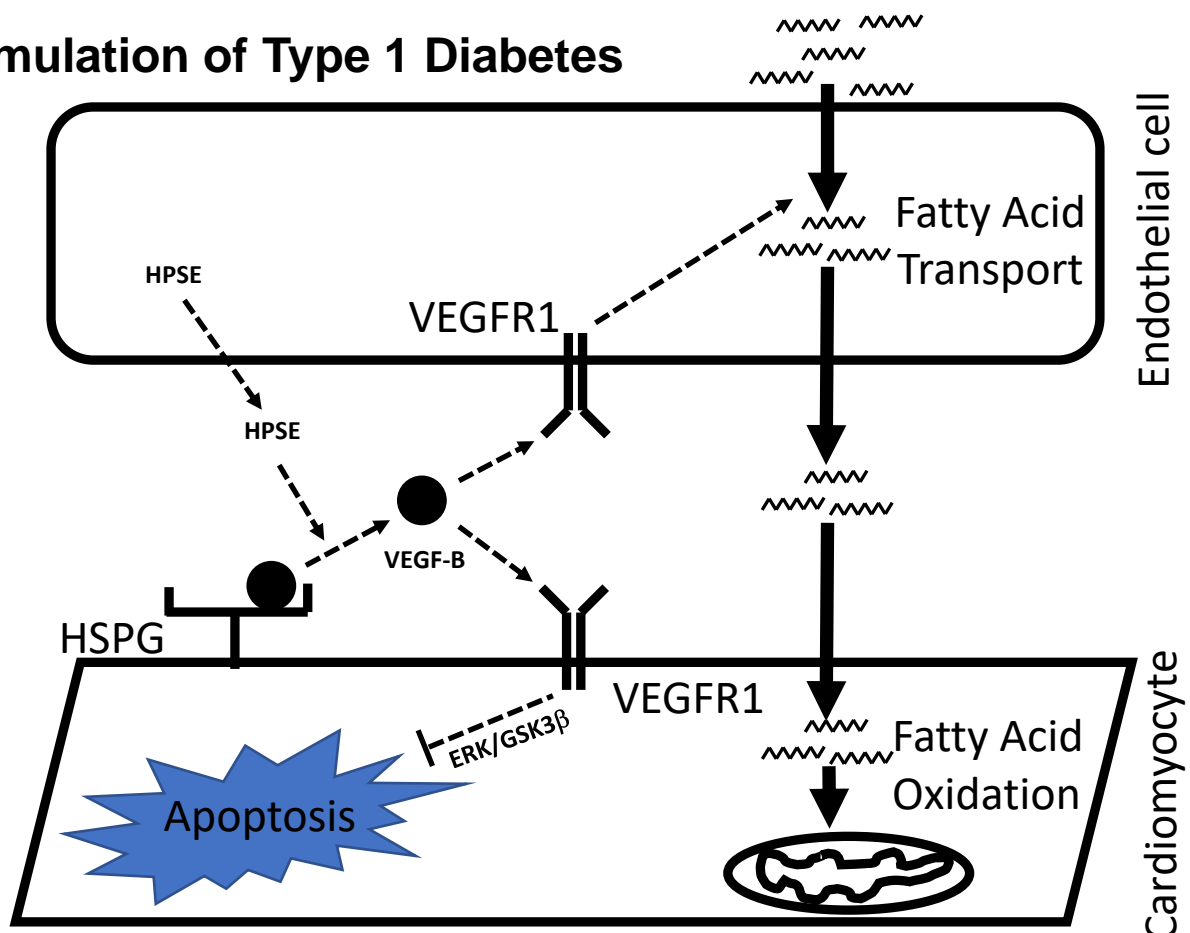 mulation of Type 1 Diabetes
Endothelial cell
Fatty Acid
Transport
HPSE
VEGFR1
HPSE
VEGF-B
HSPG
VEGFR1
ERK/GSK3β
Fatty Acid
Oxidation
Apoptosis
Cardiomyocyte